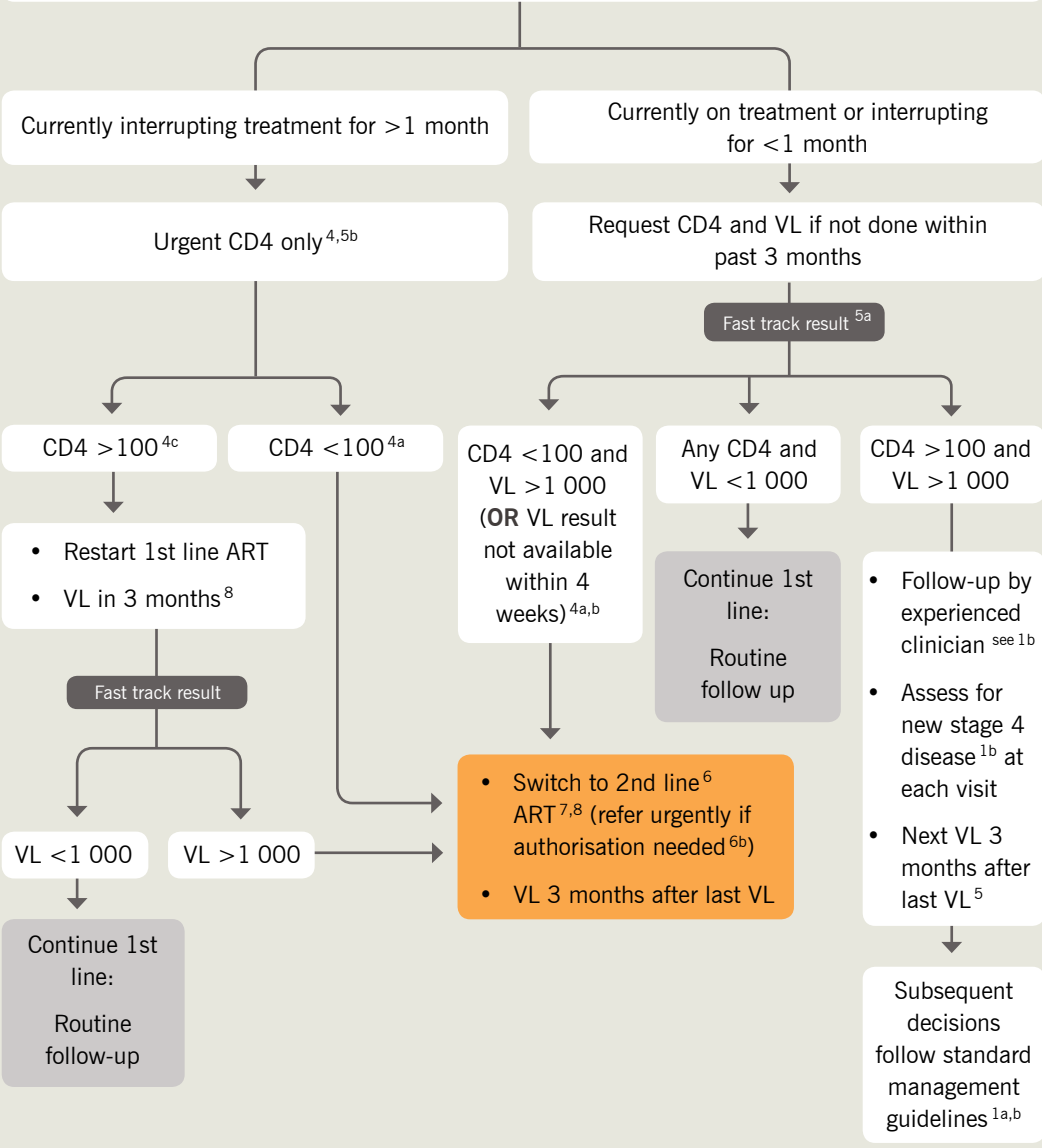 Currently interrupting treatment for >1 month
Currently on treatment or interrupting
for <1 month
Urgent CD4 only 4,5b
Request CD4 and VL if not done within
past 3 months
Fast track result 5a
CD4 >100 4c
CD4 <100 4a
CD4 <100 and
VL >1 000
(OR VL result
not available
within 4
weeks) 4a,b
Any CD4 and
VL <1 000
CD4 >100 and
VL >1 000
• Restart 1st line ART
• VL in 3 months 8
Continue 1st
line:
Routine
follow up
• Follow-up by
experienced
clinician see 1b
• Assess for
new stage 4
disease 1b at
each visit
• Next VL 3
months after
last VL 5
Fast track result
• Switch to 2nd line 6
ART 7,8 (refer urgently if
authorisation needed 6b)
• VL 3 months after last VL
VL <1 000
VL >1 000
Continue 1st
line:
Routine
follow-up
Subsequent
decisions
follow standard
management
guidelines 1a,b